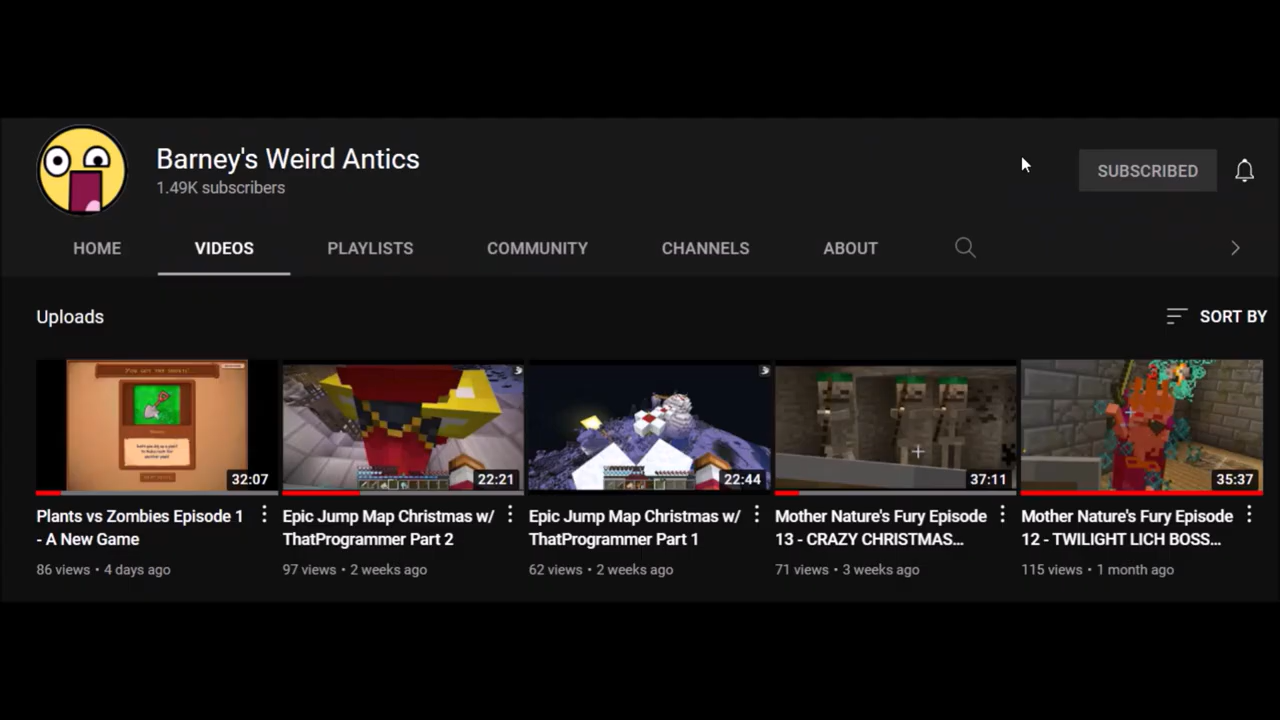 Barney's Weird Antics
1.49K subscribers
SUBSCRIBED
HOME
VIDEOS
PLAYLISTS
COMMUNITY
CHANNELS
ABOUT
Uploads
SORT BY
32:07
22:21
22:44
37:11
35:37
Plants vs Zombies Episode 1
- A New Game
86 views • 4 days ago
Epic Jump Map Christmas w/
ThatProgrammer Part 2
97 views • 2 weeks ago
Epic Jump Map Christmas w/
ThatProgrammer Part 1
62 views • 2 weeks ago
Mother Nature's Fury Episode
13 - CRAZY CHRISTMAS...
71 views • 3 weeks ago
Mother Nature's Fury Episode
12 - TWILIGHT LICH BOSS...
115 views • 1 month ago